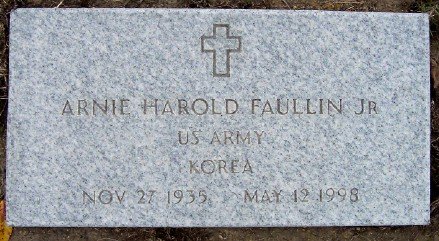 ARNIE HAROLD FAULLIN JR
US ARMY
KOREA
NOV 27 1935 MAY 12 1998